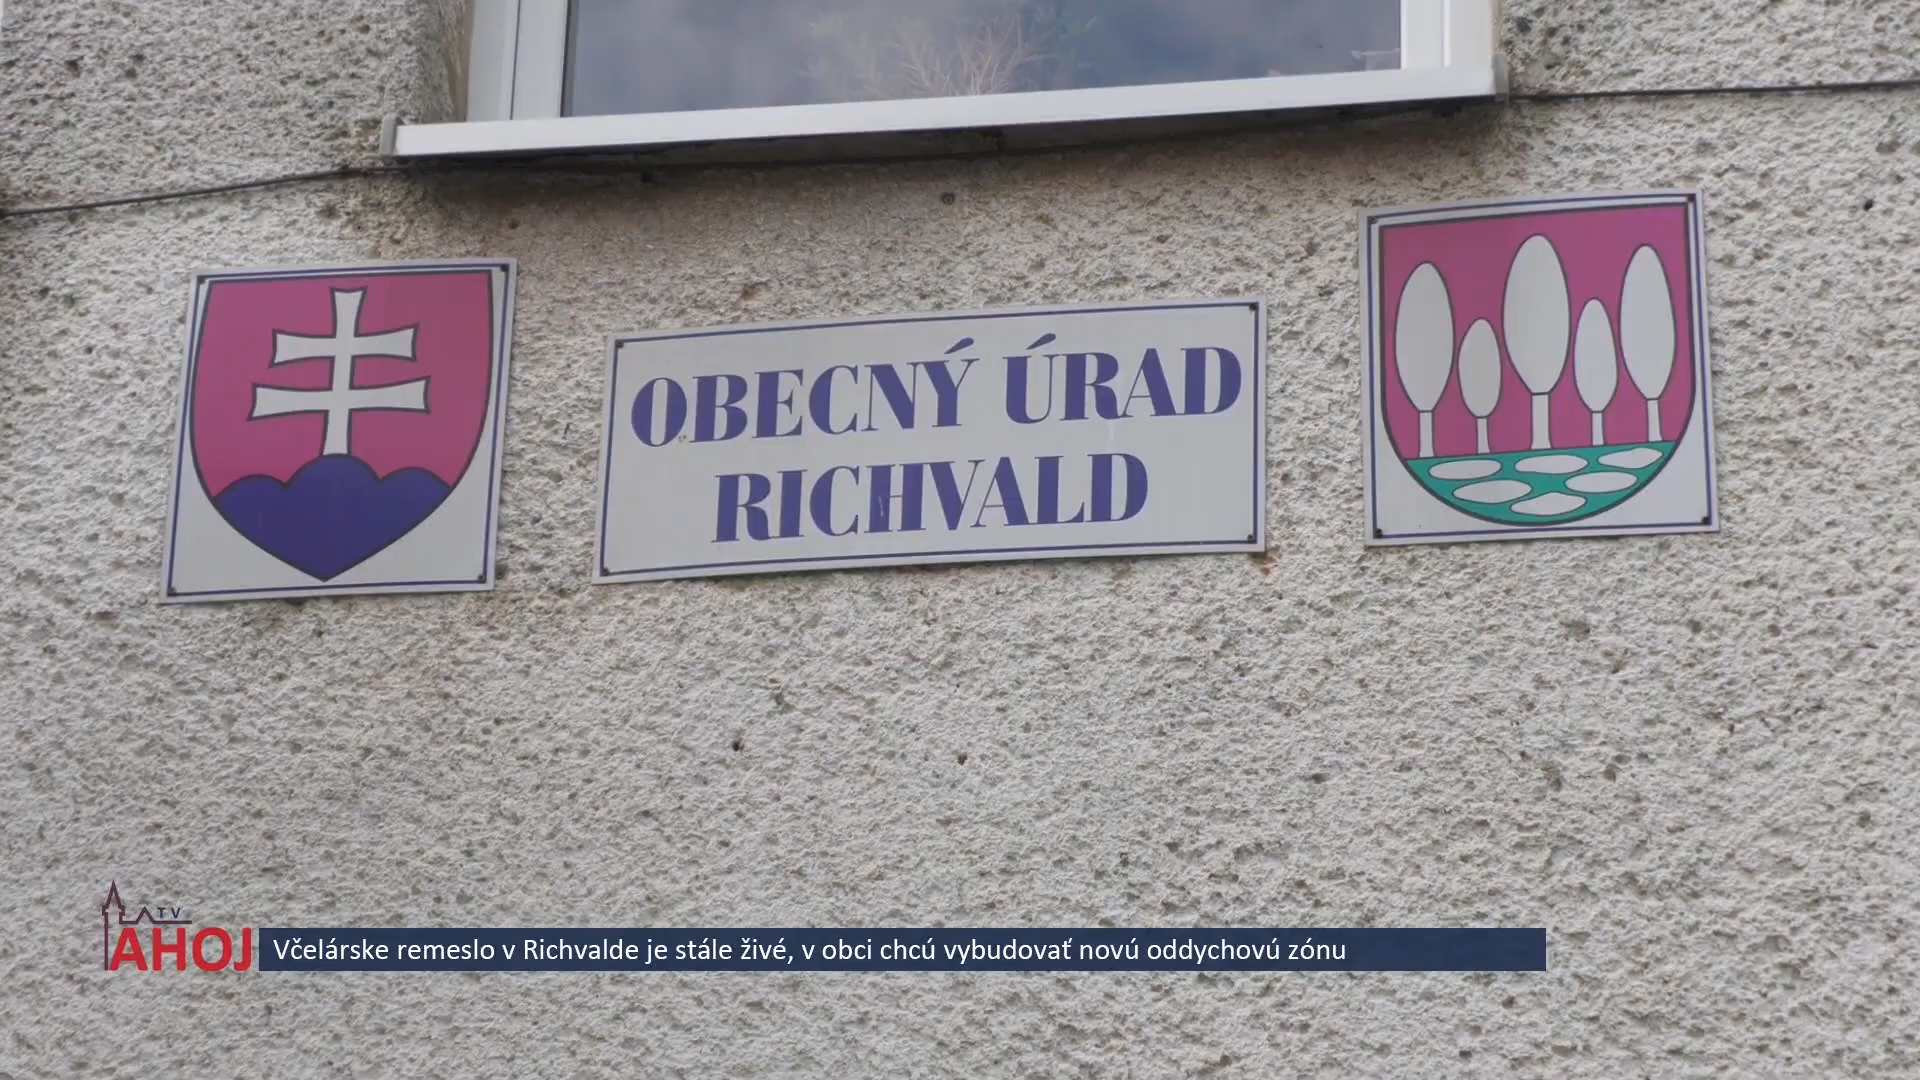 OBECNÝ ÚRAD
RICHVALD
TV
AHOJ
Včelárske remeslo v Richvalde je stále živé, v obci chcú vybudovať novú oddychovú zónu